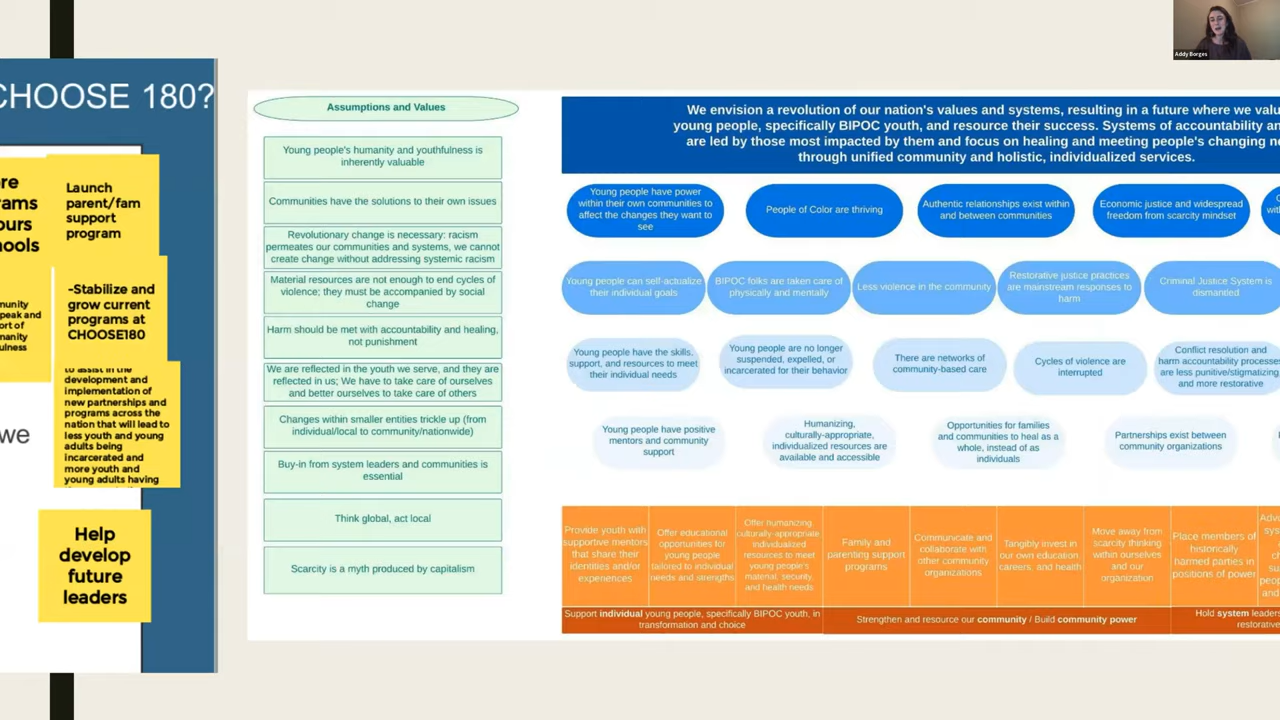 CHOOSE 180?
Launch
parent/fam
support
program
-Stabilize and
grow current
programs at
CHOOSE180
to assist in the
development and
implementation of
new partnerships and
programs across the
nation that will lead to
less youth and young
adults being
incarcerated and
more youth and
young adults having
Help
develop
future
leaders
we
Assumptions and Values
Young people's humanity and youthfulness is
inherently valuable
Communities have the solutions to their own issues
Revolutionary change is necessary: racism
permeates our communities and systems, we cannot
create change without addressing systemic racism
Material resources are not enough to end cycles of
violence; they must be accompanied by social
change
Harm should be met with accountability and healing,
not punishment
We are reflected in the youth we serve, and they are
reflected in us; We have to take care of ourselves
and better ourselves to take care of others
Changes within smaller entities trickle up (from
individual/local to community/nationwide)
Buy-in from system leaders and communities is
essential
Think global, act local
Scarcity is a myth produced by capitalism
We envision a revolution of our nation's values and systems, resulting in a future where we valu
young people, specifically BIPOC youth, and resource their success. Systems of accountability an
are led by those most impacted by them and focus on healing and meeting people's changing ne
through unified community and holistic, individualized services.
Young people have power
within their own communities to
affect the changes they want to
see
People of Color are thriving
Authentic relationships exist within
and between communities
Economic justice and widespread
freedom from scarcity mindset
Young people can self-actualize
their individual goals
BIPOC folks are taken care of
physically and mentally
Less violence in the community
Restorative justice practices
are mainstream responses to
harm
Criminal Justice System is
dismantled
Young people have the skills,
support, and resources to meet
their individual needs
Young people are no longer
suspended, expelled, or
incarcerated for their behavior
There are networks of
community-based care
Cycles of violence are
interrupted
Conflict resolution and
harm accountability processes
are less punitive/stigmatizing,
and more restorative
Young people have positive
mentors and community
support
Humanizing,
culturally-appropriate,
individualized resources are
available and accessible
Opportunities for families
and communities to heal as a
whole, instead of as
individuals
Partnerships exist between
community organizations
Provide youth with
supportive mentors
that share their
identities and/or
experiences
Offer educational
opportunities for
young people
tailored to individual
needs and strengths
Offer humanizing,
culturally-appropriate,
individualized
resources to meet
young people's
material, security,
and health needs
Family and
parenting support
programs
Communicate and
collaborate with
other community
organizations
Tangibly invest in
our own education,
careers, and health
Move away from
scarcity thinking
within ourselves
and our
organization
Place members of
historically
harmed parties in
positions of power
Support individual young people, specifically BIPOC youth, in
transformation and choice
Strengthen and resource our community / Build community power
Hold system leaders
restorative
Addy Borges